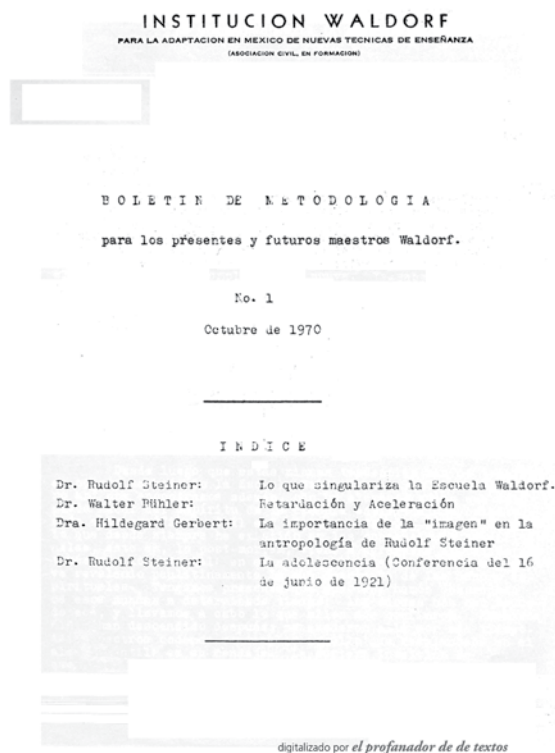 INSTITUCION WALDORF
PARA LA ADAPTACION EN MEXICO DE NUEVAS TECNICAS DE ENSEÑANZA
(ASOCIACION CIVIL, EN FORMACION)
BOLETIN DE METODOLOGIA
para los presentes y futuros maestros Waldorf.
No. 1
Octubre de 1970
INDICE
Dr. Rudolf Steiner: Lo que singulariza la Escuela Waldorf.
Dr. Walter Bühler: Retardación y Aceleración
Dra. Hildegard Gerbert: La importancia de la "imagen" en la
antropología de Rudolf Steiner
Dr. Rudolf Steiner: La adolescencia (Conferencia del 16
de junio de 1921)
digitalizado por el profanador de de textos